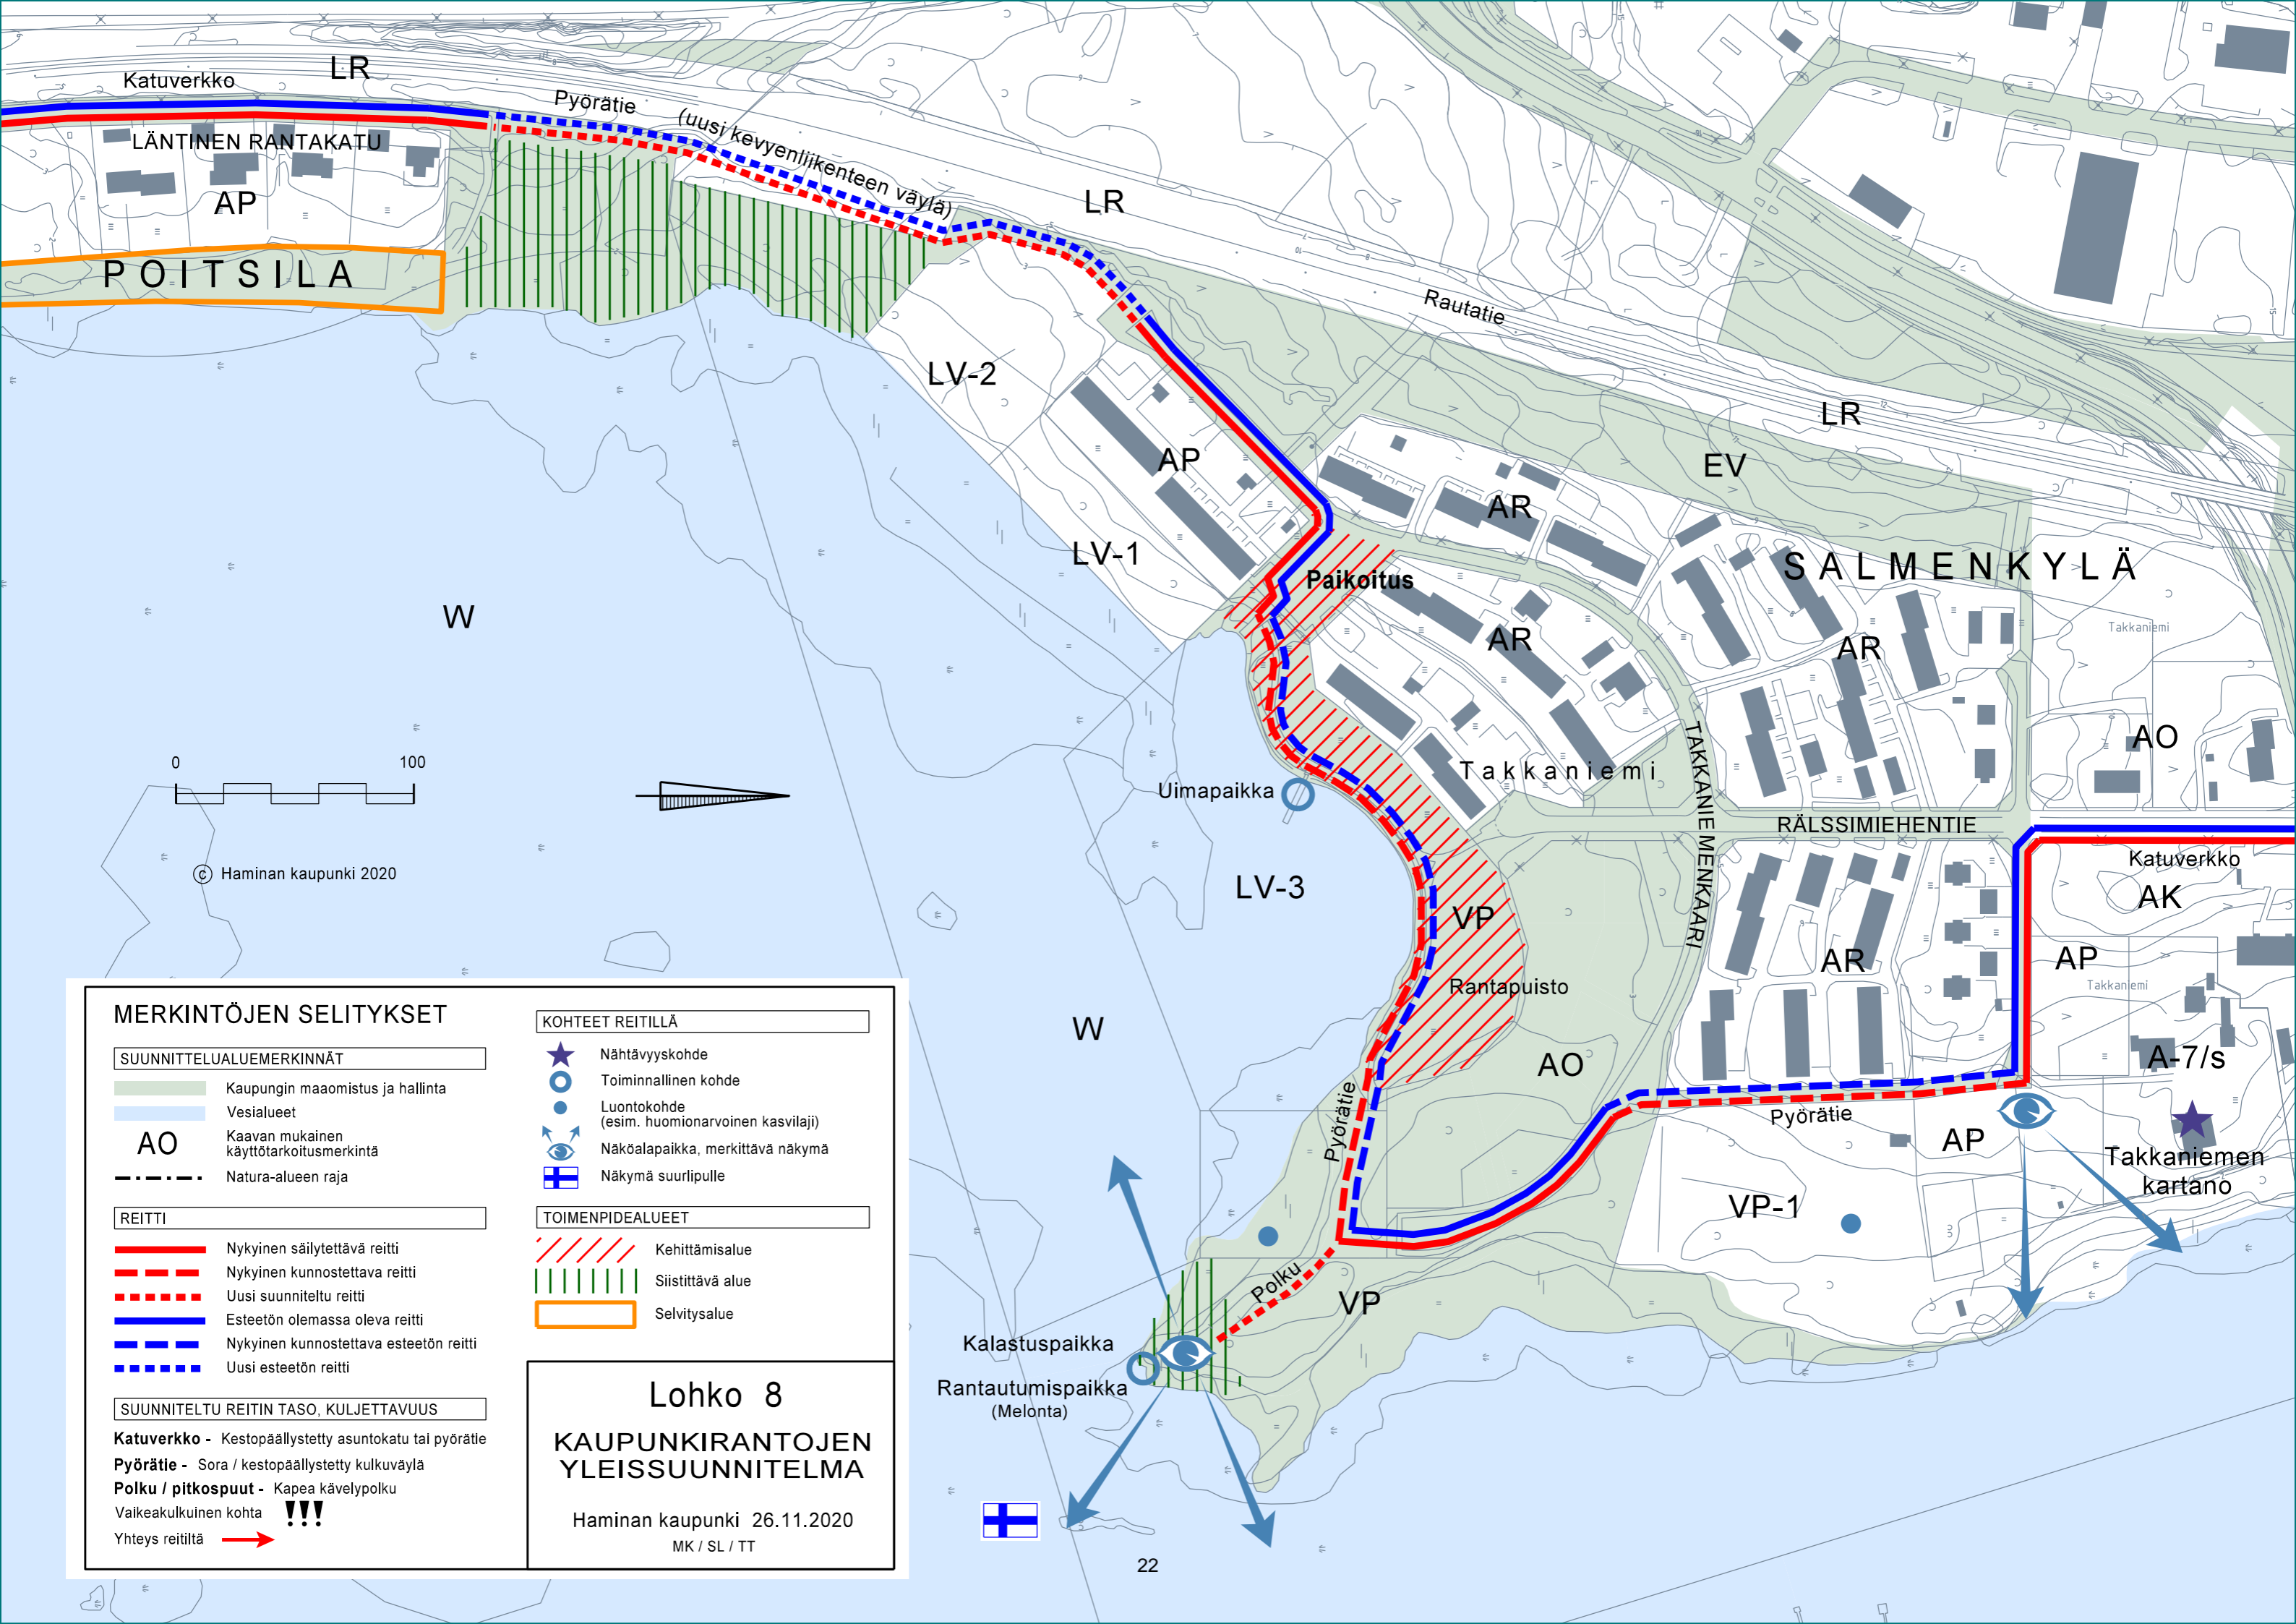 Katuverkko
LR
Pyörätie
(uusi kevyenliikenteen väylä)
LÄNTINEN RANTAKATU
AP
LR
POITSILA
Rautatie
LV-2
LR
AP
EV
AR
LV-1
Paikoitus
SALMENKYLÄ
W
AR
AR
Takkaniemi
AO
0
100
Uimapaikka
Takkaniemi
TAKKANIEMENKAARI
RÄLSSIMIEHENTIE
© Haminan kaupunki 2020
LV-3
Katuverkko
AK
VP
AR
AP
Rantapuisto
Takkaniemi
W
AO
A-7/s
Pyörätie
Pyörätie
AP
Takkaniemen
kartano
VP-1
Polku
VP
Kalastuspaikka
Rantautumispaikka
(Melonta)
22
MERKINTÖJEN SELITYKSET
SUUNNITTELUALUEMERKINNÄT
Kaupungin maaomistus ja hallinta
Vesialueet
AO
Kaavan mukainen
käyttötarkoitusmerkintä
Natura-alueen raja
REITTI
Nykyinen säilytettävä reitti
Nykyinen kunnostettava reitti
Uusi suunniteltu reitti
Esteetön olemassa oleva reitti
Nykyinen kunnostettava esteetön reitti
Uusi esteetön reitti
SUUNNITELTU REITIN TASO, KULJETTAVUUS
Katuverkko - Kestopäällystetty asuntokatu tai pyörätie
Pyörätie - Sora / kestopäällystetty kulkuväylä
Polku / pitkospuut - Kapea kävelypolku
Vaikeakulkuinen kohta !!!
Yhteys reitiltä
KOHTEET REITILLÄ
Nähtävyyskohde
Toiminnallinen kohde
Luontokohde
(esim. huomionarvoinen kasvilaji)
Näköalapaikka, merkittävä näkymä
Näkymä suurlipulle
TOIMENPIDEALUEET
Kehittämisalue
Siistittävä alue
Selvitysalue
Lohko 8
KAUPUNKIRANTOJEN
YLEISSUUNNITELMA
Haminan kaupunki 26.11.2020
MK / SL / TT